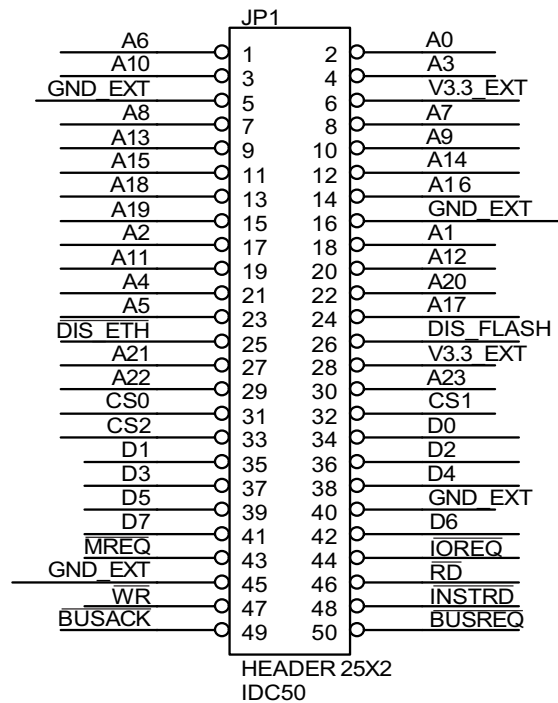 JP1
A6 1 2 A0
A10 3 4 A3
GND_EXT 5 6 V3.3_EXT
A8 7 8 A7
A13 9 10 A9
A15 11 12 A14
A18 13 14 A16
A19 15 16 GND_EXT
A2 17 18 A1
A11 19 20 A12
A4 21 22 A20
A5 23 24 A17
DIS_ETH 25 26 DIS_FLASH
A21 27 28 V3.3_EXT
A22 29 30 A23
CS0 31 32 CS1
CS2 33 34 D0
D1 35 36 D2
D3 37 38 D4
D5 39 40 GND_EXT
D7 41 42 D6
MREQ 43 44 IOREQ
GND_EXT 45 46 RD
WR 47 48 INSTRD
BUSACK 49 50 BUSREQ
HEADER 25X2
IDC50